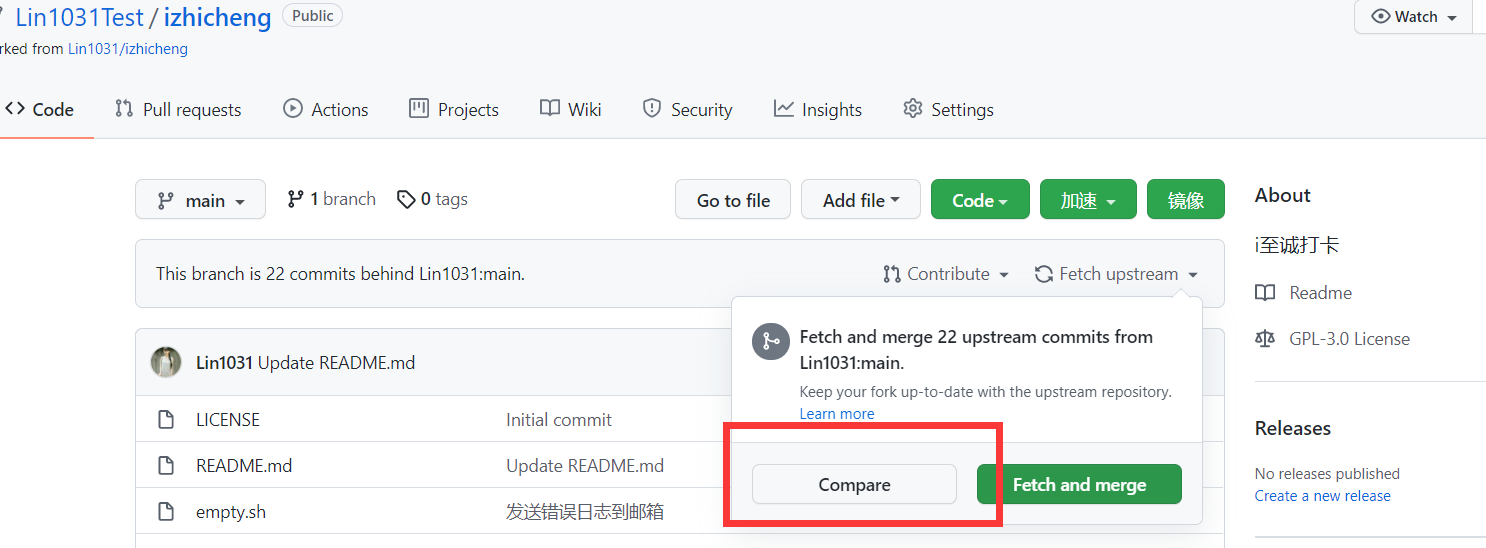 Lin1031Test / izhicheng Public
Watch
rked from Lin1031/izhicheng
Code Pull requests Actions Projects Wiki Security Insights Settings
main 1 branch 0 tags Go to file Add file Code 加速 镜像
This branch is 22 commits behind Lin1031:main. Contribute Fetch upstream
Fetch and merge 22 upstream commits from
Lin1031:main.
Keep your fork up-to-date with the upstream repository.
Learn more
Compare Fetch and merge
Lin1031 Update README.md
LICENSE Initial commit
README.md Update README.md
empty.sh 发送错误日志到邮箱
About
i至诚打卡
Readme
GPL-3.0 License
Releases
No releases published
Create a new release